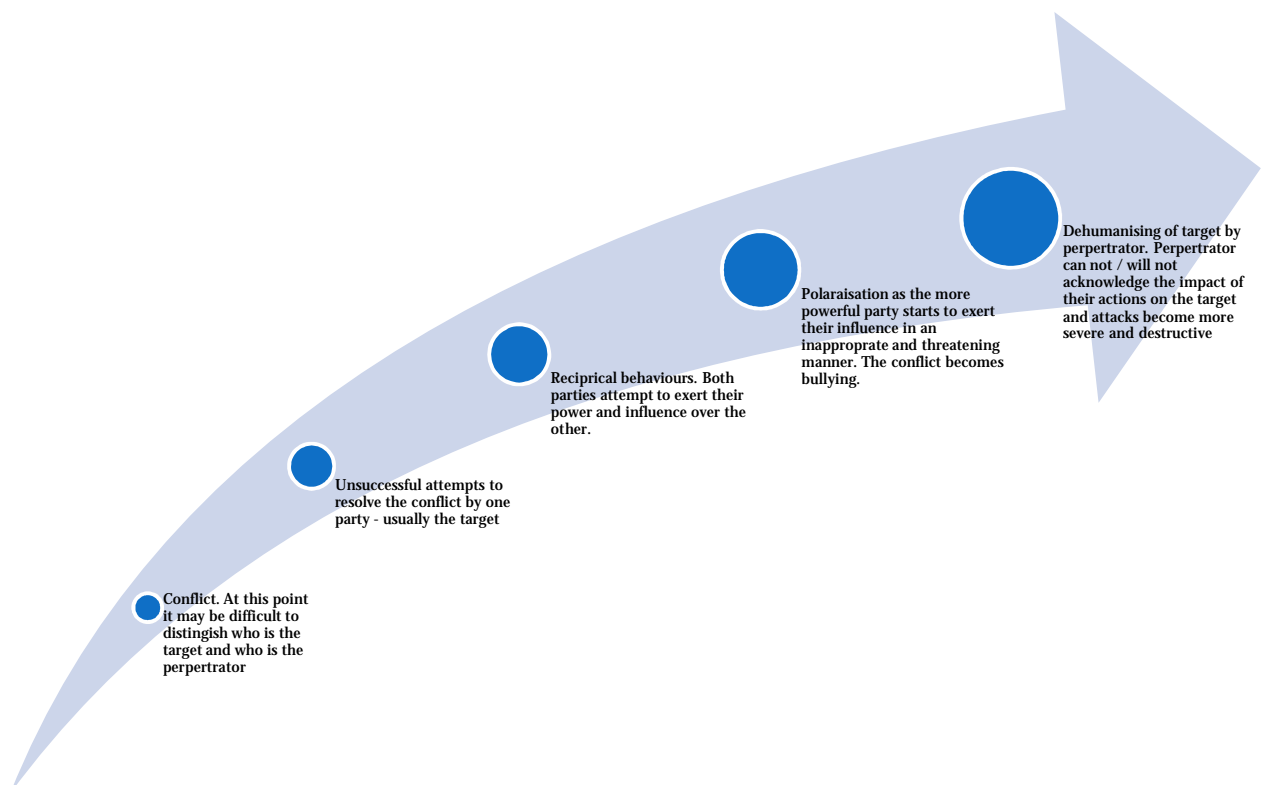 Conflict. At this point
it may be difficult to
distingish who is the
target and who is the
perpertrator
Unsuccessful attempts to
resolve the conflict by one
party - usually the target
Reciprical behaviours. Both
parties attempt to exert their
power and influence over the
other.
Polaraisation as the more
powerful party starts to exert
their influence in an
inapproprate and threatening
manner. The conflict becomes
bullying.
Dehumanising of target by
perpertrator. Perpertrator
can not / will not
acknowledge the impact of
their actions on the target
and attacks become more
severe and destructive